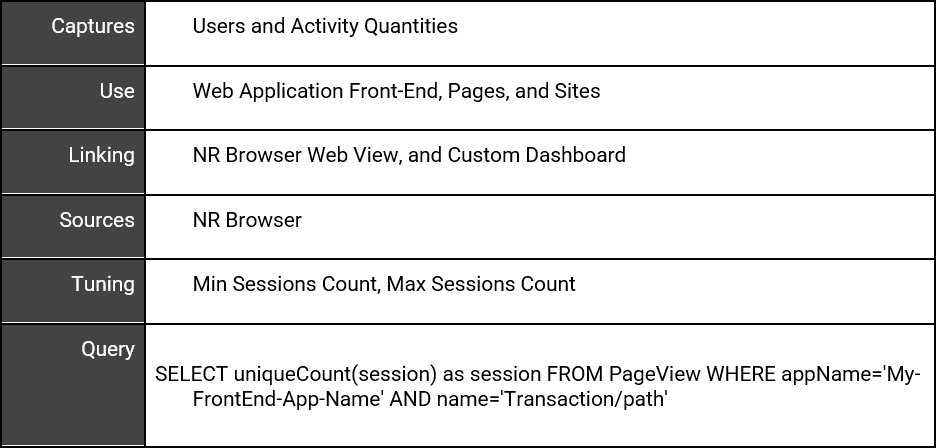 Captures
Users and Activity Quantities
Use
Web Application Front-End, Pages, and Sites
Linking
NR Browser Web View, and Custom Dashboard
Sources
NR Browser
Tuning
Min Sessions Count, Max Sessions Count
Query
SELECT uniqueCount(session) as session FROM PageView WHERE appName='My-
FrontEnd-App-Name' AND name='Transaction/path'